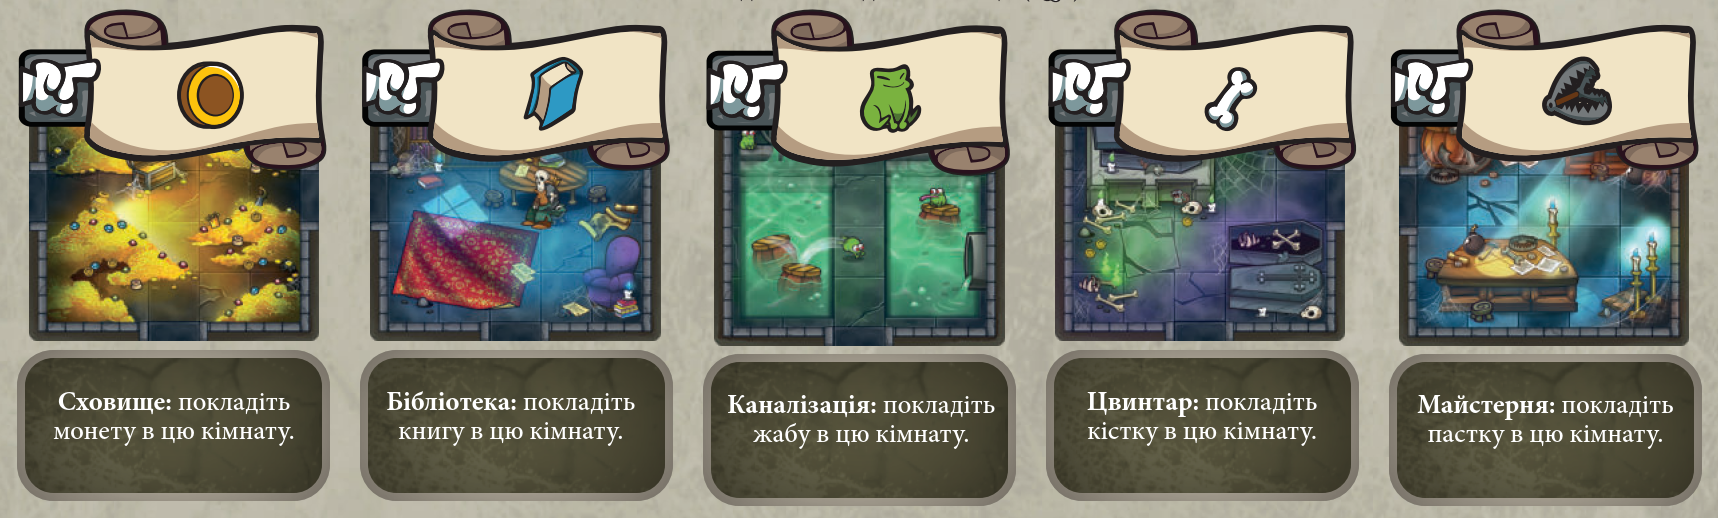 Сховище: покладіть
монету в цю кімнату.
Бібліотека: покладіть
книгу в цю кімнату.
Каналізація: покладіть
жабу в цю кімнату.
Цвинтар: покладіть
кістку в цю кімнату.
Майстерня: покладіть
пастку в цю кімнату.